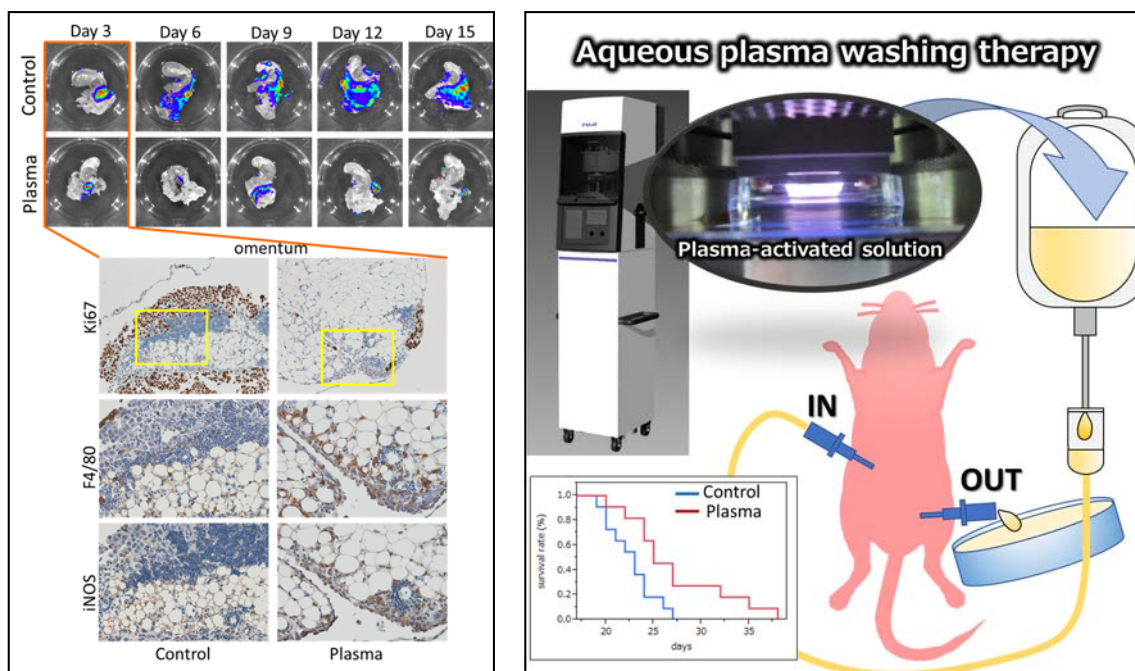 Day 3 Day 6 Day 9 Day 12 Day 15
Control
Plasma
omentum
Ki67
F4/80
iNOS
Control Plasma
Aqueous plasma washing therapy
FUJI
Plasma-activated solution
IN
OUT
Control
Plasma
survival rate (%)
1.0
0.8
0.6
0.4
0.2
0.0
20 25 30 35
days